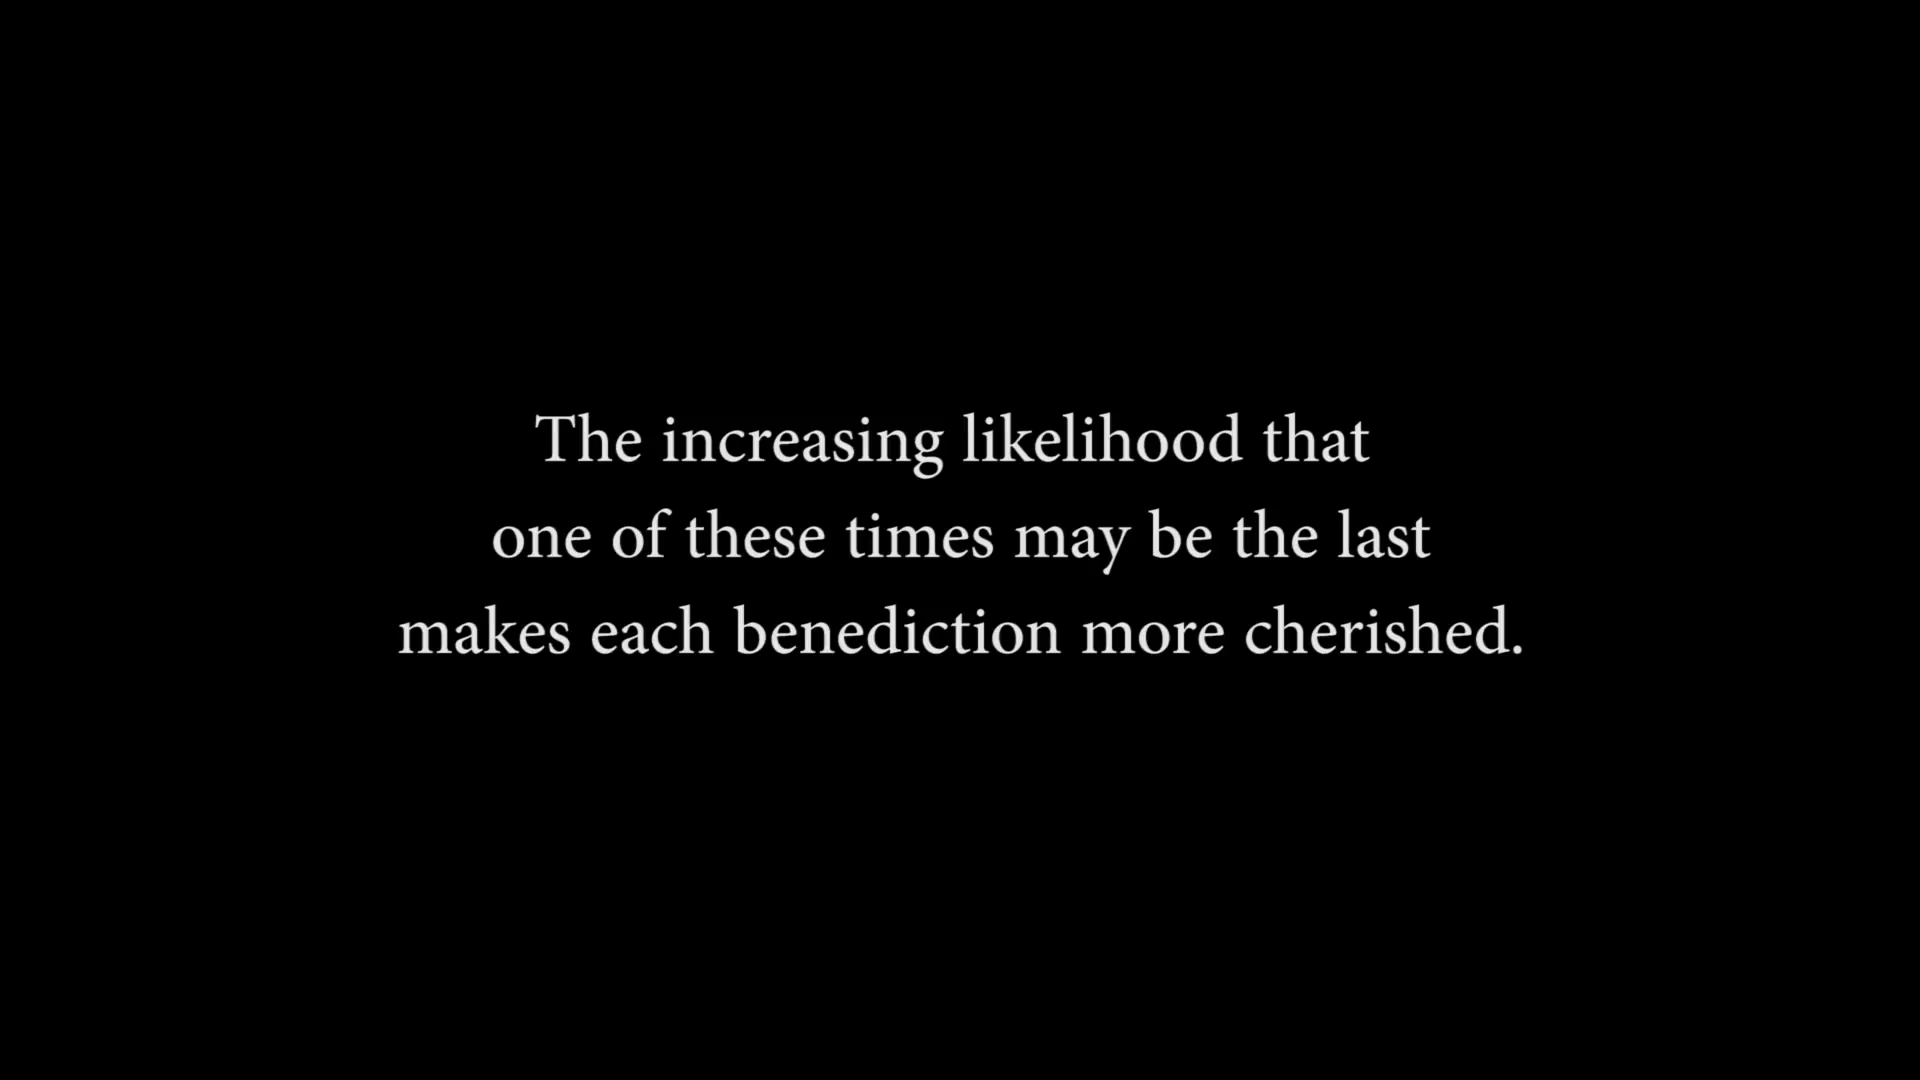 The increasing likelihood that
one of these times may be the last
makes each benediction more cherished.